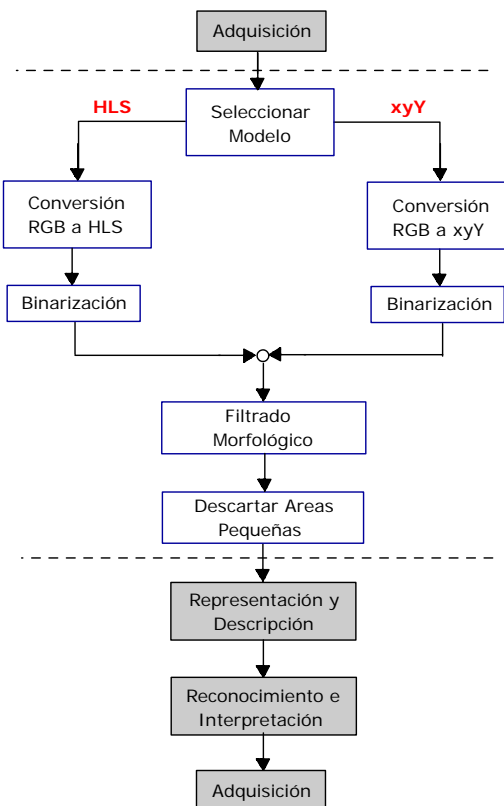 Adquisición
HLS
xyY
Seleccionar
Modelo
Conversión
RGB a HLS
Conversión
RGB a xyY
Binarización
Binarización
Filtrado
Morfológico
Descartar Areas
Pequeñas
Representación y
Descripción
Reconocimiento e
Interpretación
Adquisición